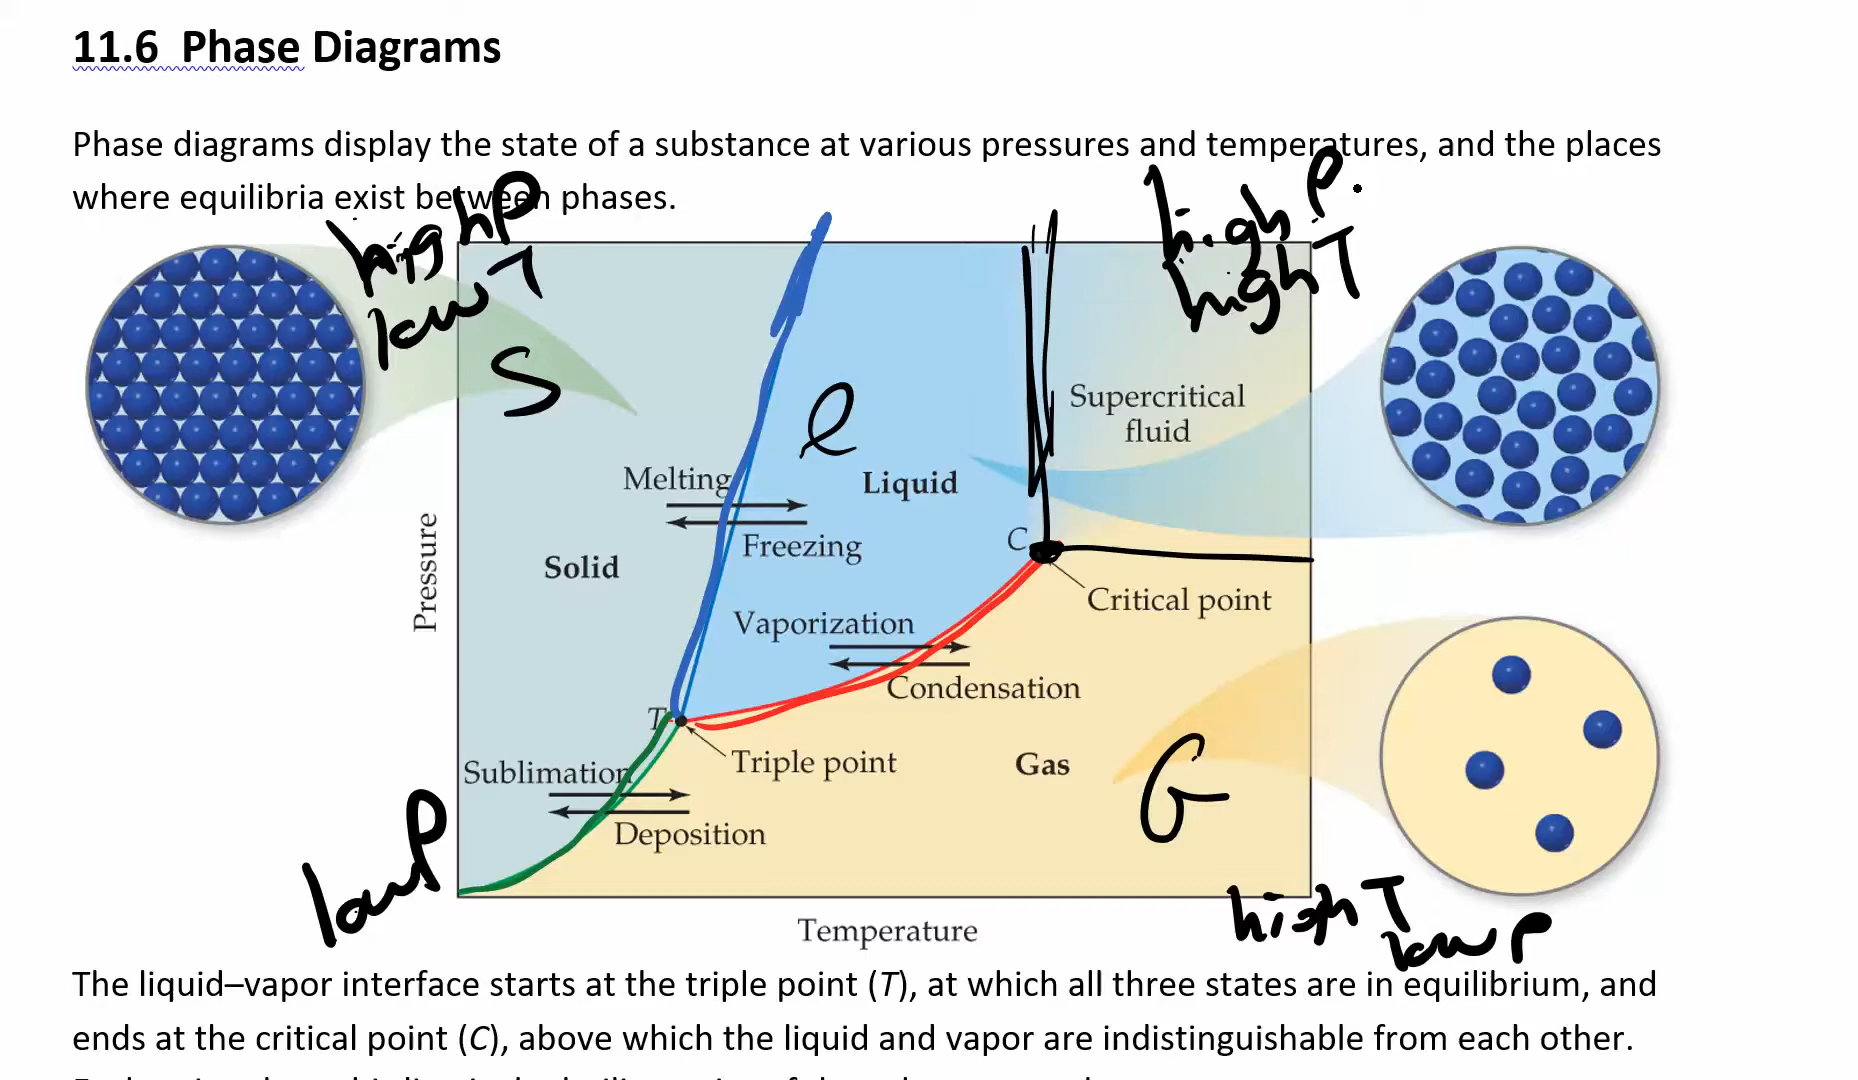 11.6 Phase Diagrams
Phase diagrams display the state of a substance at various pressures and temperatures, and the places
where equilibria exist between phases.
high P
low T
high P.
high T
S
l
Supercritical
fluid
Melting
Liquid
Freezing
Solid
C
Critical point
Pressure
Vaporization
Condensation
T
Triple point
Gas
G
Sublimation
Deposition
low P
high T
low P
Temperature
The liquid–vapor interface starts at the triple point (T), at which all three states are in equilibrium, and
ends at the critical point (C), above which the liquid and vapor are indistinguishable from each other.